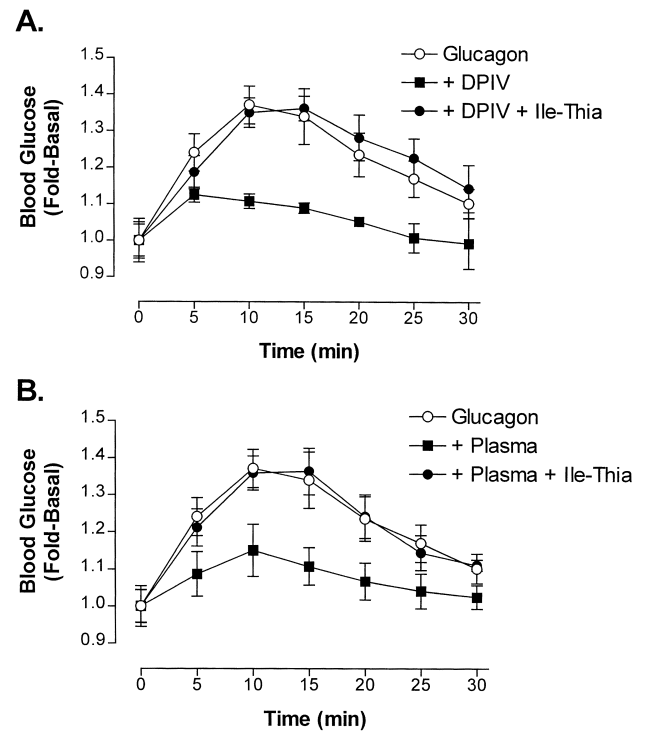 A.
Glucagon
+ DPIV
+ DPIV + Ile-Thia
Blood Glucose
(Fold-Basal)
1.5
1.4
1.3
1.2
1.1
1.0
0.9
0 5 10 15 20 25 30
Time (min)
B.
Glucagon
+ Plasma
+ Plasma + Ile-Thia
Blood Glucose
(Fold-Basal)
1.5
1.4
1.3
1.2
1.1
1.0
0.9
0 5 10 15 20 25 30
Time (min)